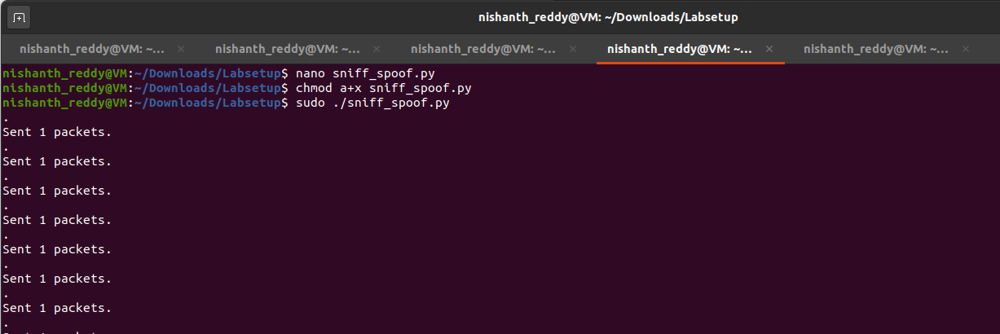 nishanth_reddy@VM: ~/Downloads/Labsetup
nishanth_reddy@VM: ~... × nishanth_reddy@VM: ~... × nishanth_reddy@VM: ~... × nishanth_reddy@VM: ~... × nishanth_reddy@VM: ~... ×
nishanth_reddy@VM:~/Downloads/Labsetup$ nano sniff_spoof.py
nishanth_reddy@VM:~/Downloads/Labsetup$ chmod a+x sniff_spoof.py
nishanth_reddy@VM:~/Downloads/Labsetup$ sudo ./sniff_spoof.py
.
Sent 1 packets.
.
Sent 1 packets.
.
Sent 1 packets.
.
Sent 1 packets.
.
Sent 1 packets.
.
Sent 1 packets.
.
Sent 1 packets.
.